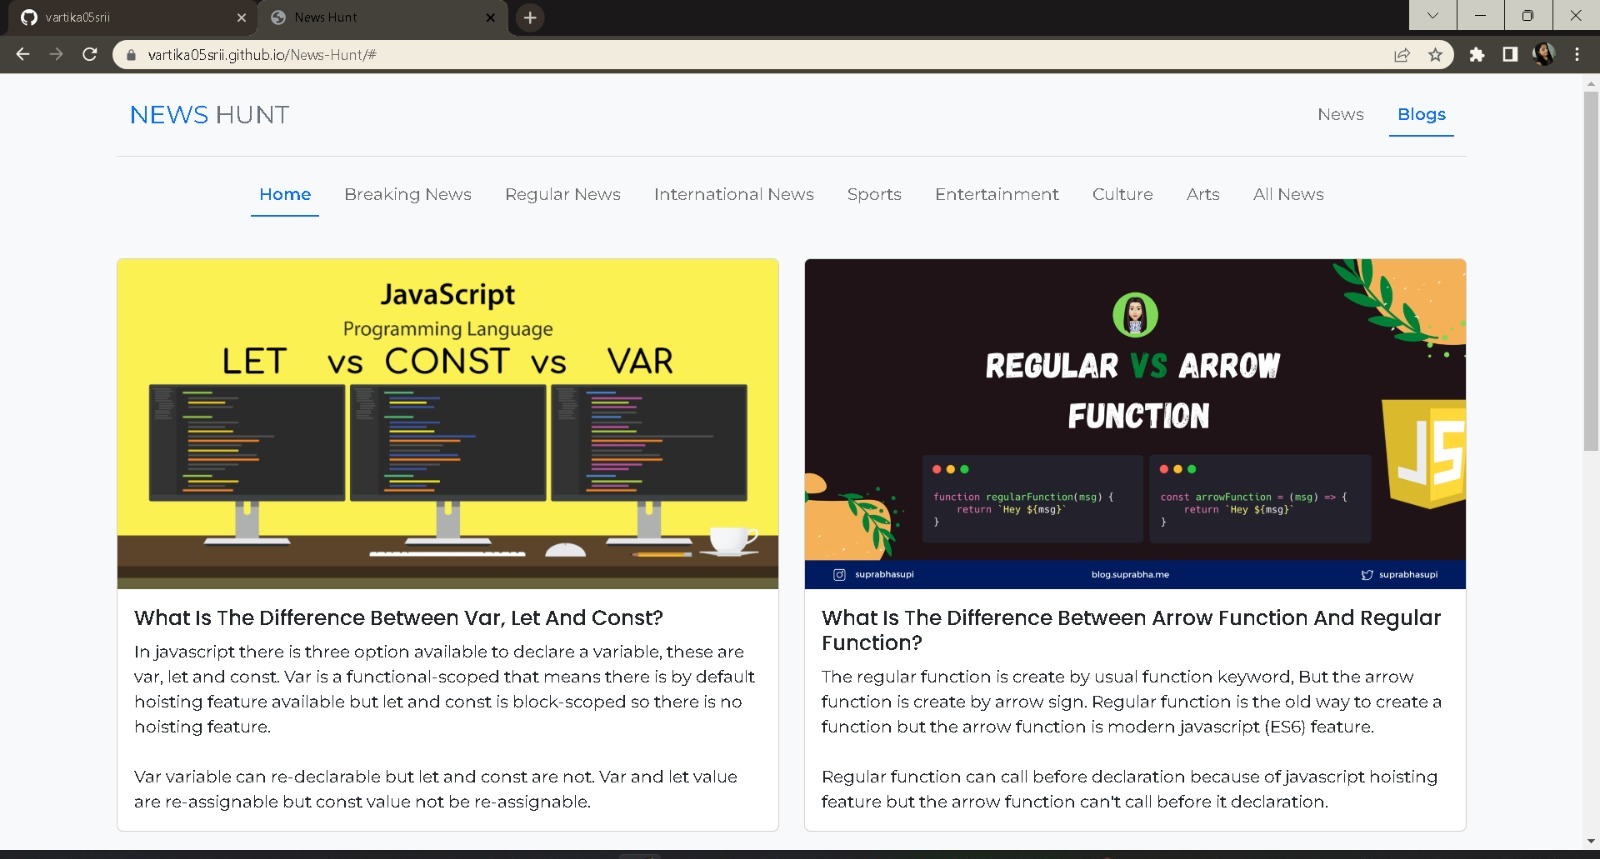 vartika05srii
News Hunt
vartika05srii.github.io/News-Hunt/#
NEWS HUNT
News
Blogs
Home
Breaking News
Regular News
International News
Sports
Entertainment
Culture
Arts
All News
JavaScript
Programming Language
LET vs CONST vs VAR
What Is The Difference Between Var, Let And Const?
In javascript there is three option available to declare a variable, these are
var, let and const. Var is a functional-scoped that means there is by default
hoisting feature available but let and const is block-scoped so there is no
hoisting feature.
Var variable can re-declarable but let and const are not. Var and let value
are re-assignable but const value not be re-assignable.
REGULAR VS ARROW
FUNCTION
JS
function regularFunction(msg) {
return `Hey ${msg}`
}
const arrowFunction = (msg) => {
return `Hey ${msg}`
}
suprabhasupi
blog.suprabha.me
suprabhasupi
What Is The Difference Between Arrow Function And Regular
Function?
The regular function is create by usual function keyword, But the arrow
function is create by arrow sign. Regular function is the old way to create a
function but the arrow function is modern javascript (ES6) feature.
Regular function can call before declaration because of javascript hoisting
feature but the arrow function can't call before it declaration.